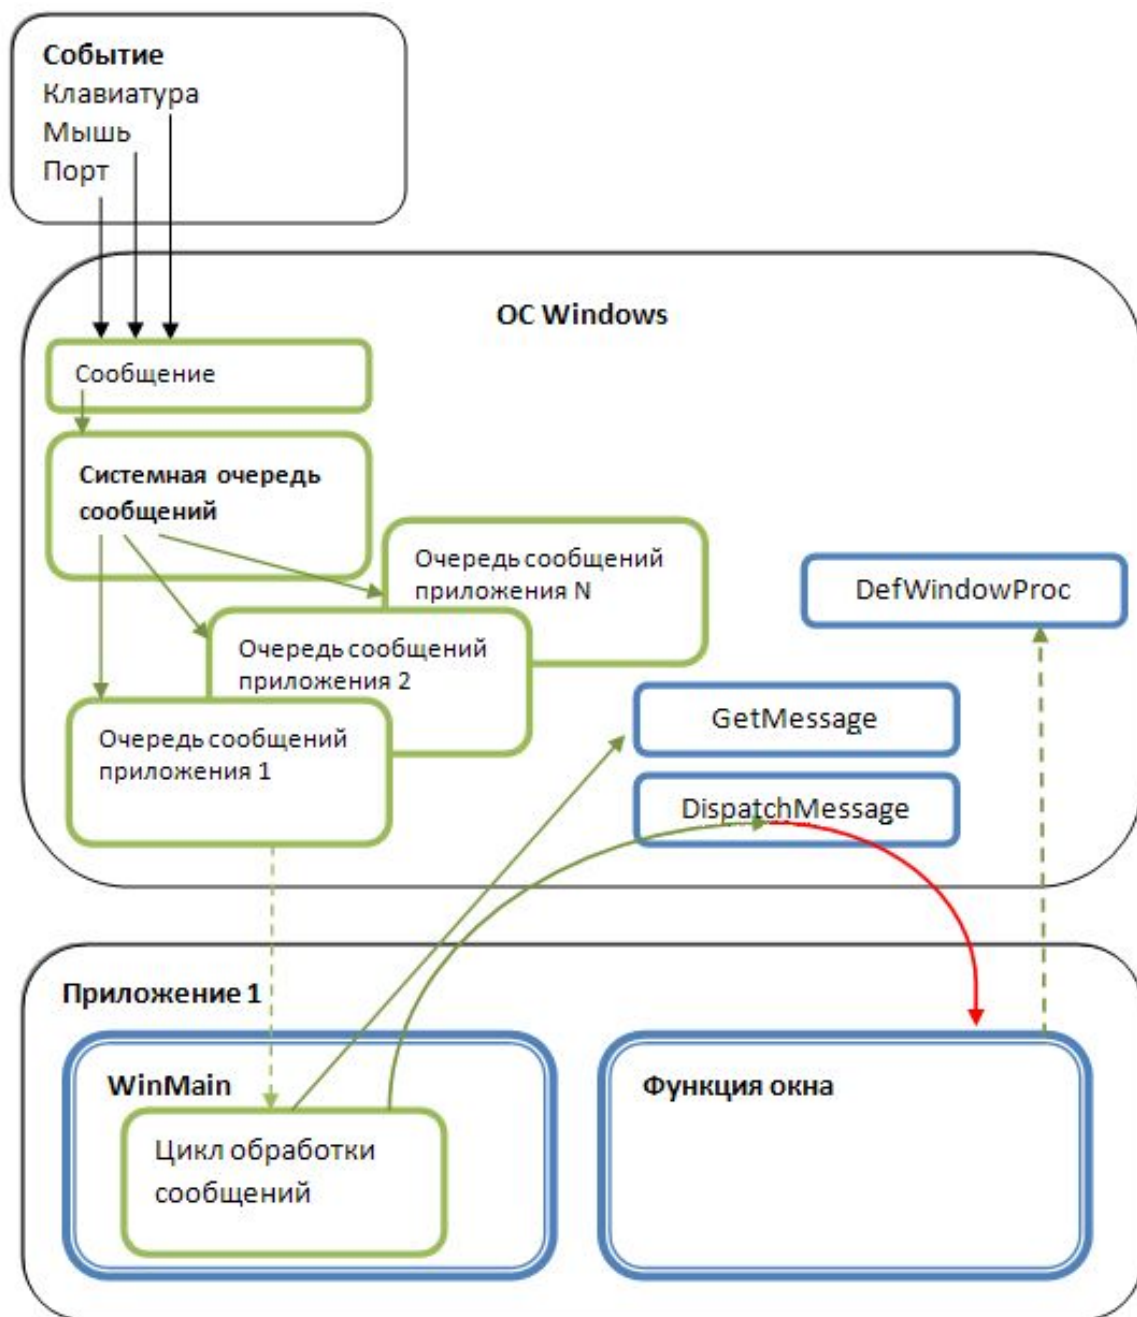 Событие
Клавиатура
Мышь
Порт
ОС Windows
Сообщение
Системная очередь
сообщений
Очередь сообщений
приложения N
DefWindowProc
Очередь сообщений
приложения 2
GetMessage
Очередь сообщений
приложения 1
DispatchMessage
Приложение 1
WinMain
Функция окна
Цикл обработки
сообщений